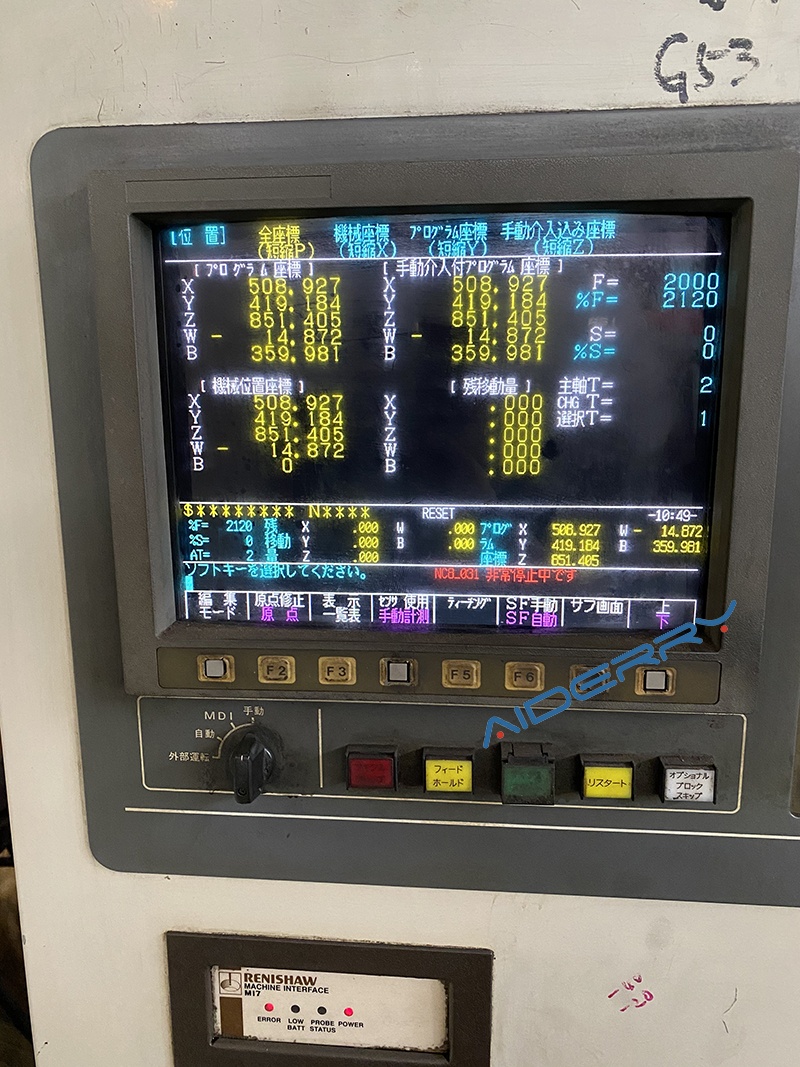 G53
[位 置] 全座標 機械座標 プログラム座標 手動介入込み座標
(短縮P) (短縮X) (短縮Y) (短縮Z)
[ プログラム 座標 ] [ 手動介入付プログラム 座標 ]
X 508.927 X 508.927 F= 2000
Y 419.184 Y 419.184 %F= 2120
Z 851.405 Z 851.405
W - 14.872 W - 14.872 S= 0
B 359.981 B 359.981 %S= 0
[ 機械位置座標 ] [ 残移動量 ] 主軸T= 2
X 508.927 X .000 CHG T=
Y 419.184 Y .000 選択T= 1
Z 851.405 Z .000
W - 14.872 W .000
B 0 B .000
$********* N**** RESET -10:49-
%F= 2120 残 X .000 W .000 プログ X 508.927 W - 14.872
%S= 0 移動 Y .000 B .000 ラム Y 419.184 B 359.981
AT= 2 量 Z .000 座標 Z 851.405
ソフトキーを選択してください。 NC8_031 非常停止中です
編 集 原点修正 表 示 センサ 使用 ティーチング SF手動 サブ画面 上
モード 原 点 一覧表 手動計測 SF自動 下
F2 F3 F5 F6
AIDERRY
MDI 手動
自動
外部運転
フィード
ホールド
リスタート
オプショナル
ブロック
スキップ
RENISHAW
MACHINE INTERFACE
MI7
ERROR LOW PROBE POWER
BATT STATUS
-40
-20